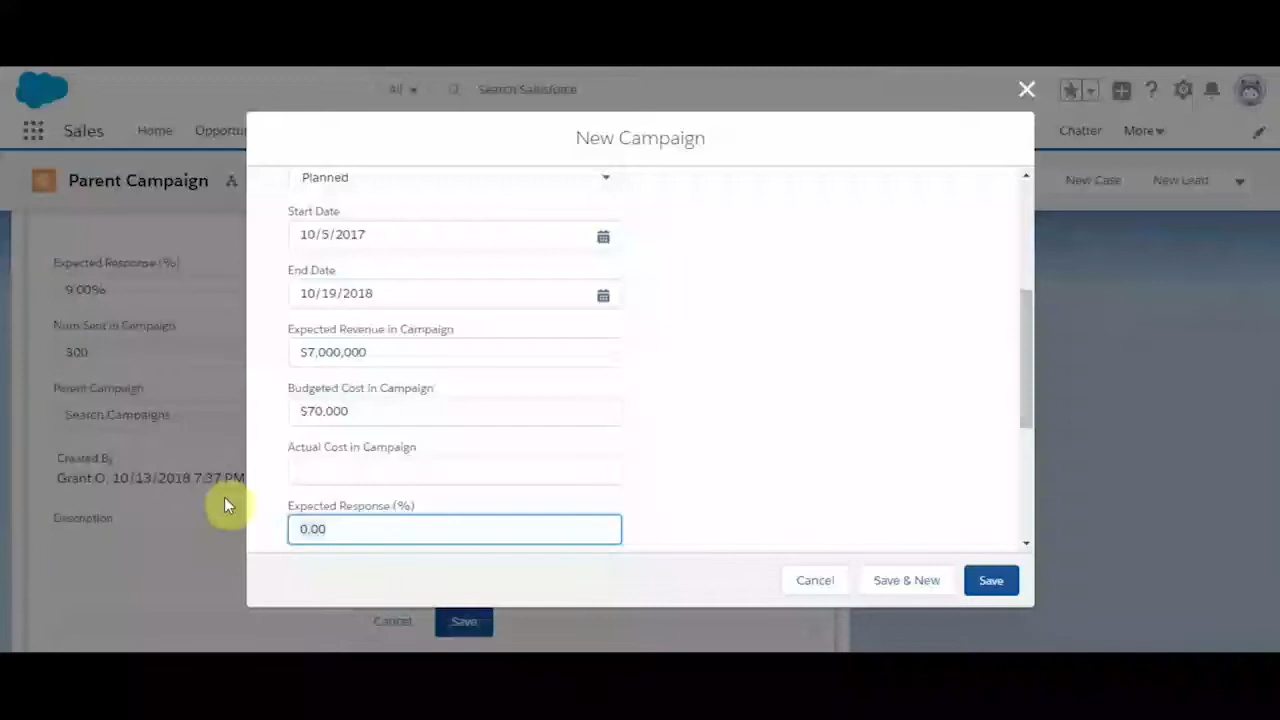 All
Search Salesforce
Sales
Home
Opportu
Chatter
More
Parent Campaign
New Case
New Lead
Expected Response (%)
9.00%
Num Sent in Campaign
300
Parent Campaign
Search Campaigns
Created By
Grant O, 10/13/2018 7:37 PM
Description
Cancel
Save
New Campaign
Planned
Start Date
10/5/2017
End Date
10/19/2018
Expected Revenue in Campaign
$7,000,000
Budgeted Cost in Campaign
$70,000
Actual Cost in Campaign
Expected Response (%)
0.00
Cancel
Save & New
Save